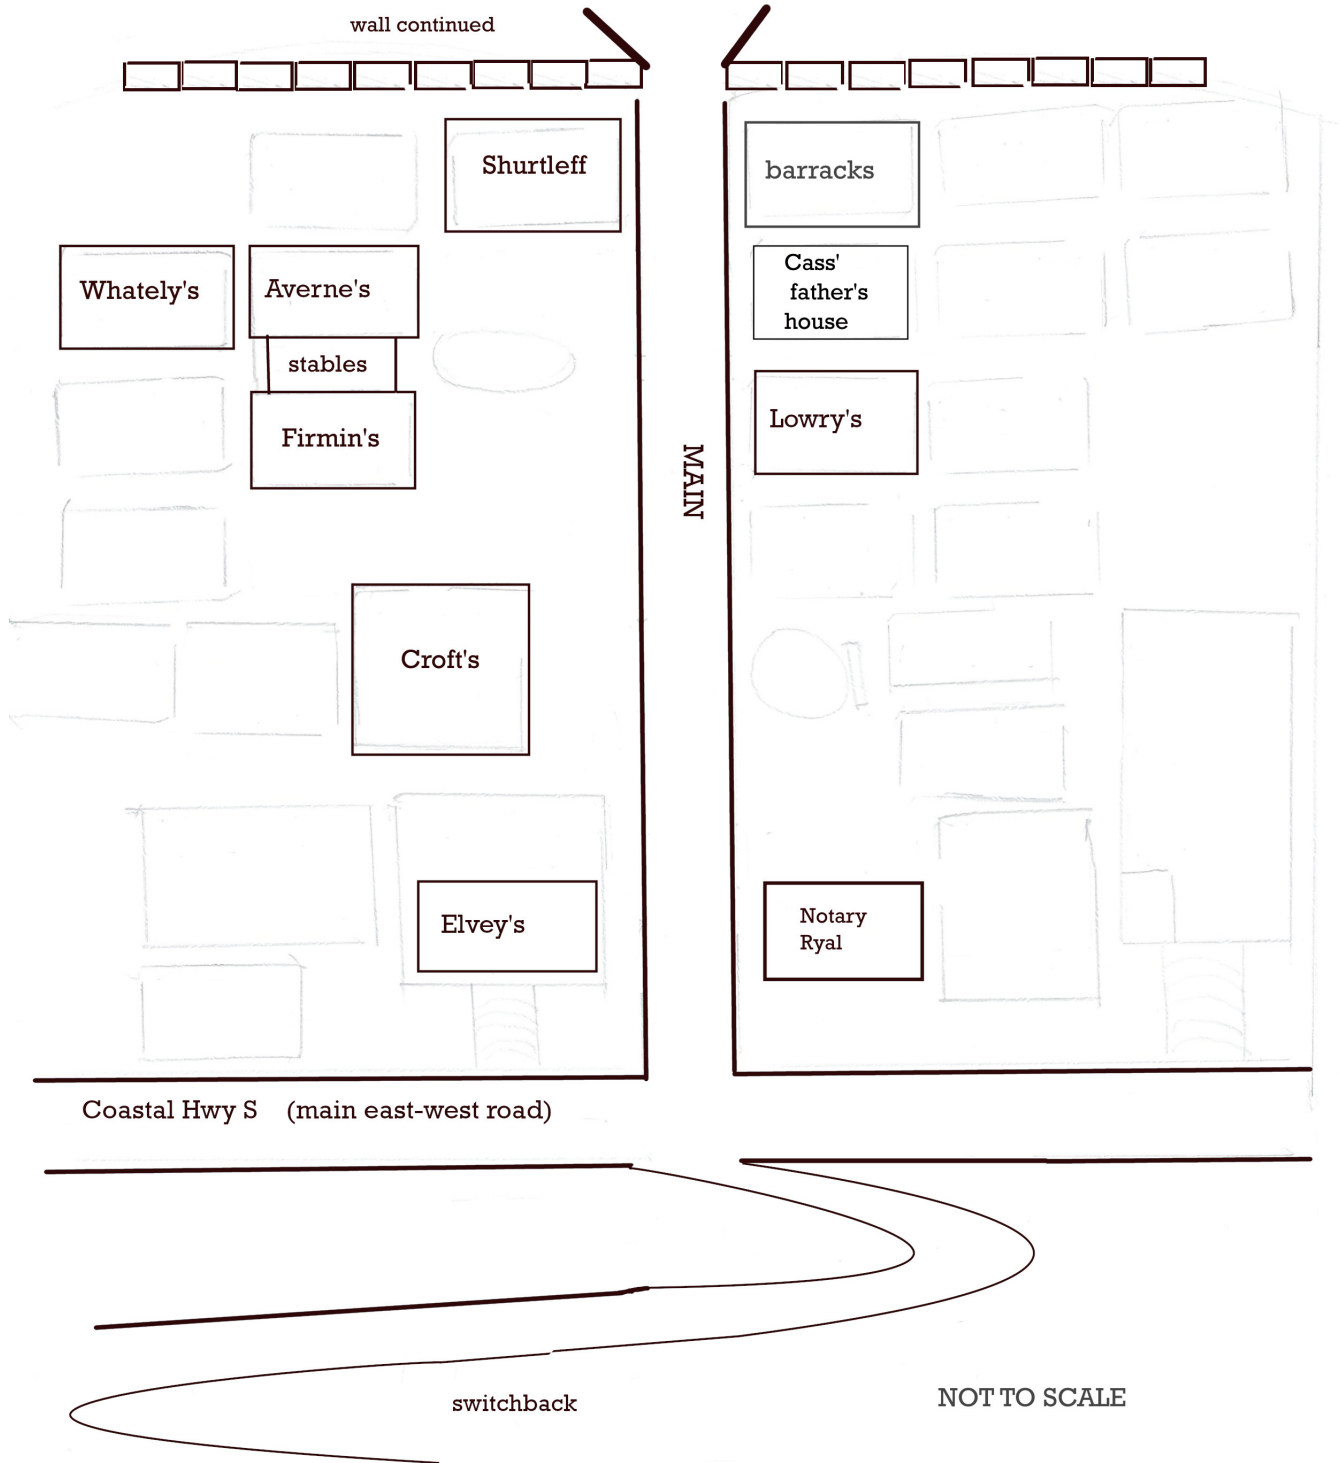 wall continued
Shurtleff
barracks
Whately's
Averne's
Cass'
father's
house
stables
Lowry's
Firmin's
MAIN
Croft's
Elvey's
Notary
Ryal
Coastal Hwy S (main east-west road)
switchback
NOT TO SCALE